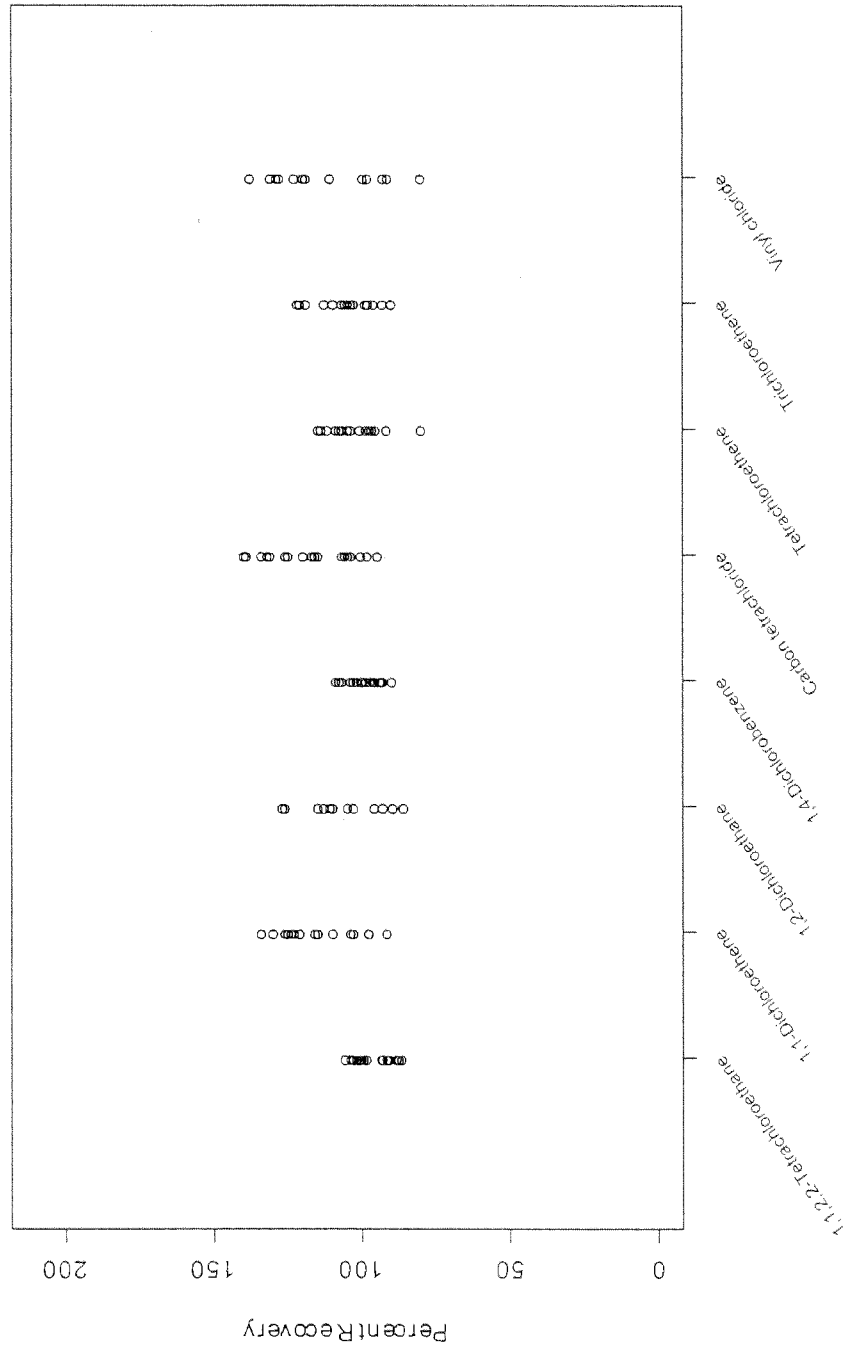 Percent Recovery
200
150
100
50
0
1,1,2,2-Tetrachloroethane
1,1-Dichloroethene
1,2-Dichloroethane
1,4-Dichlorobenzene
Carbon tetrachloride
Tetrachloroethene
Trichloroethene
Vinyl chloride